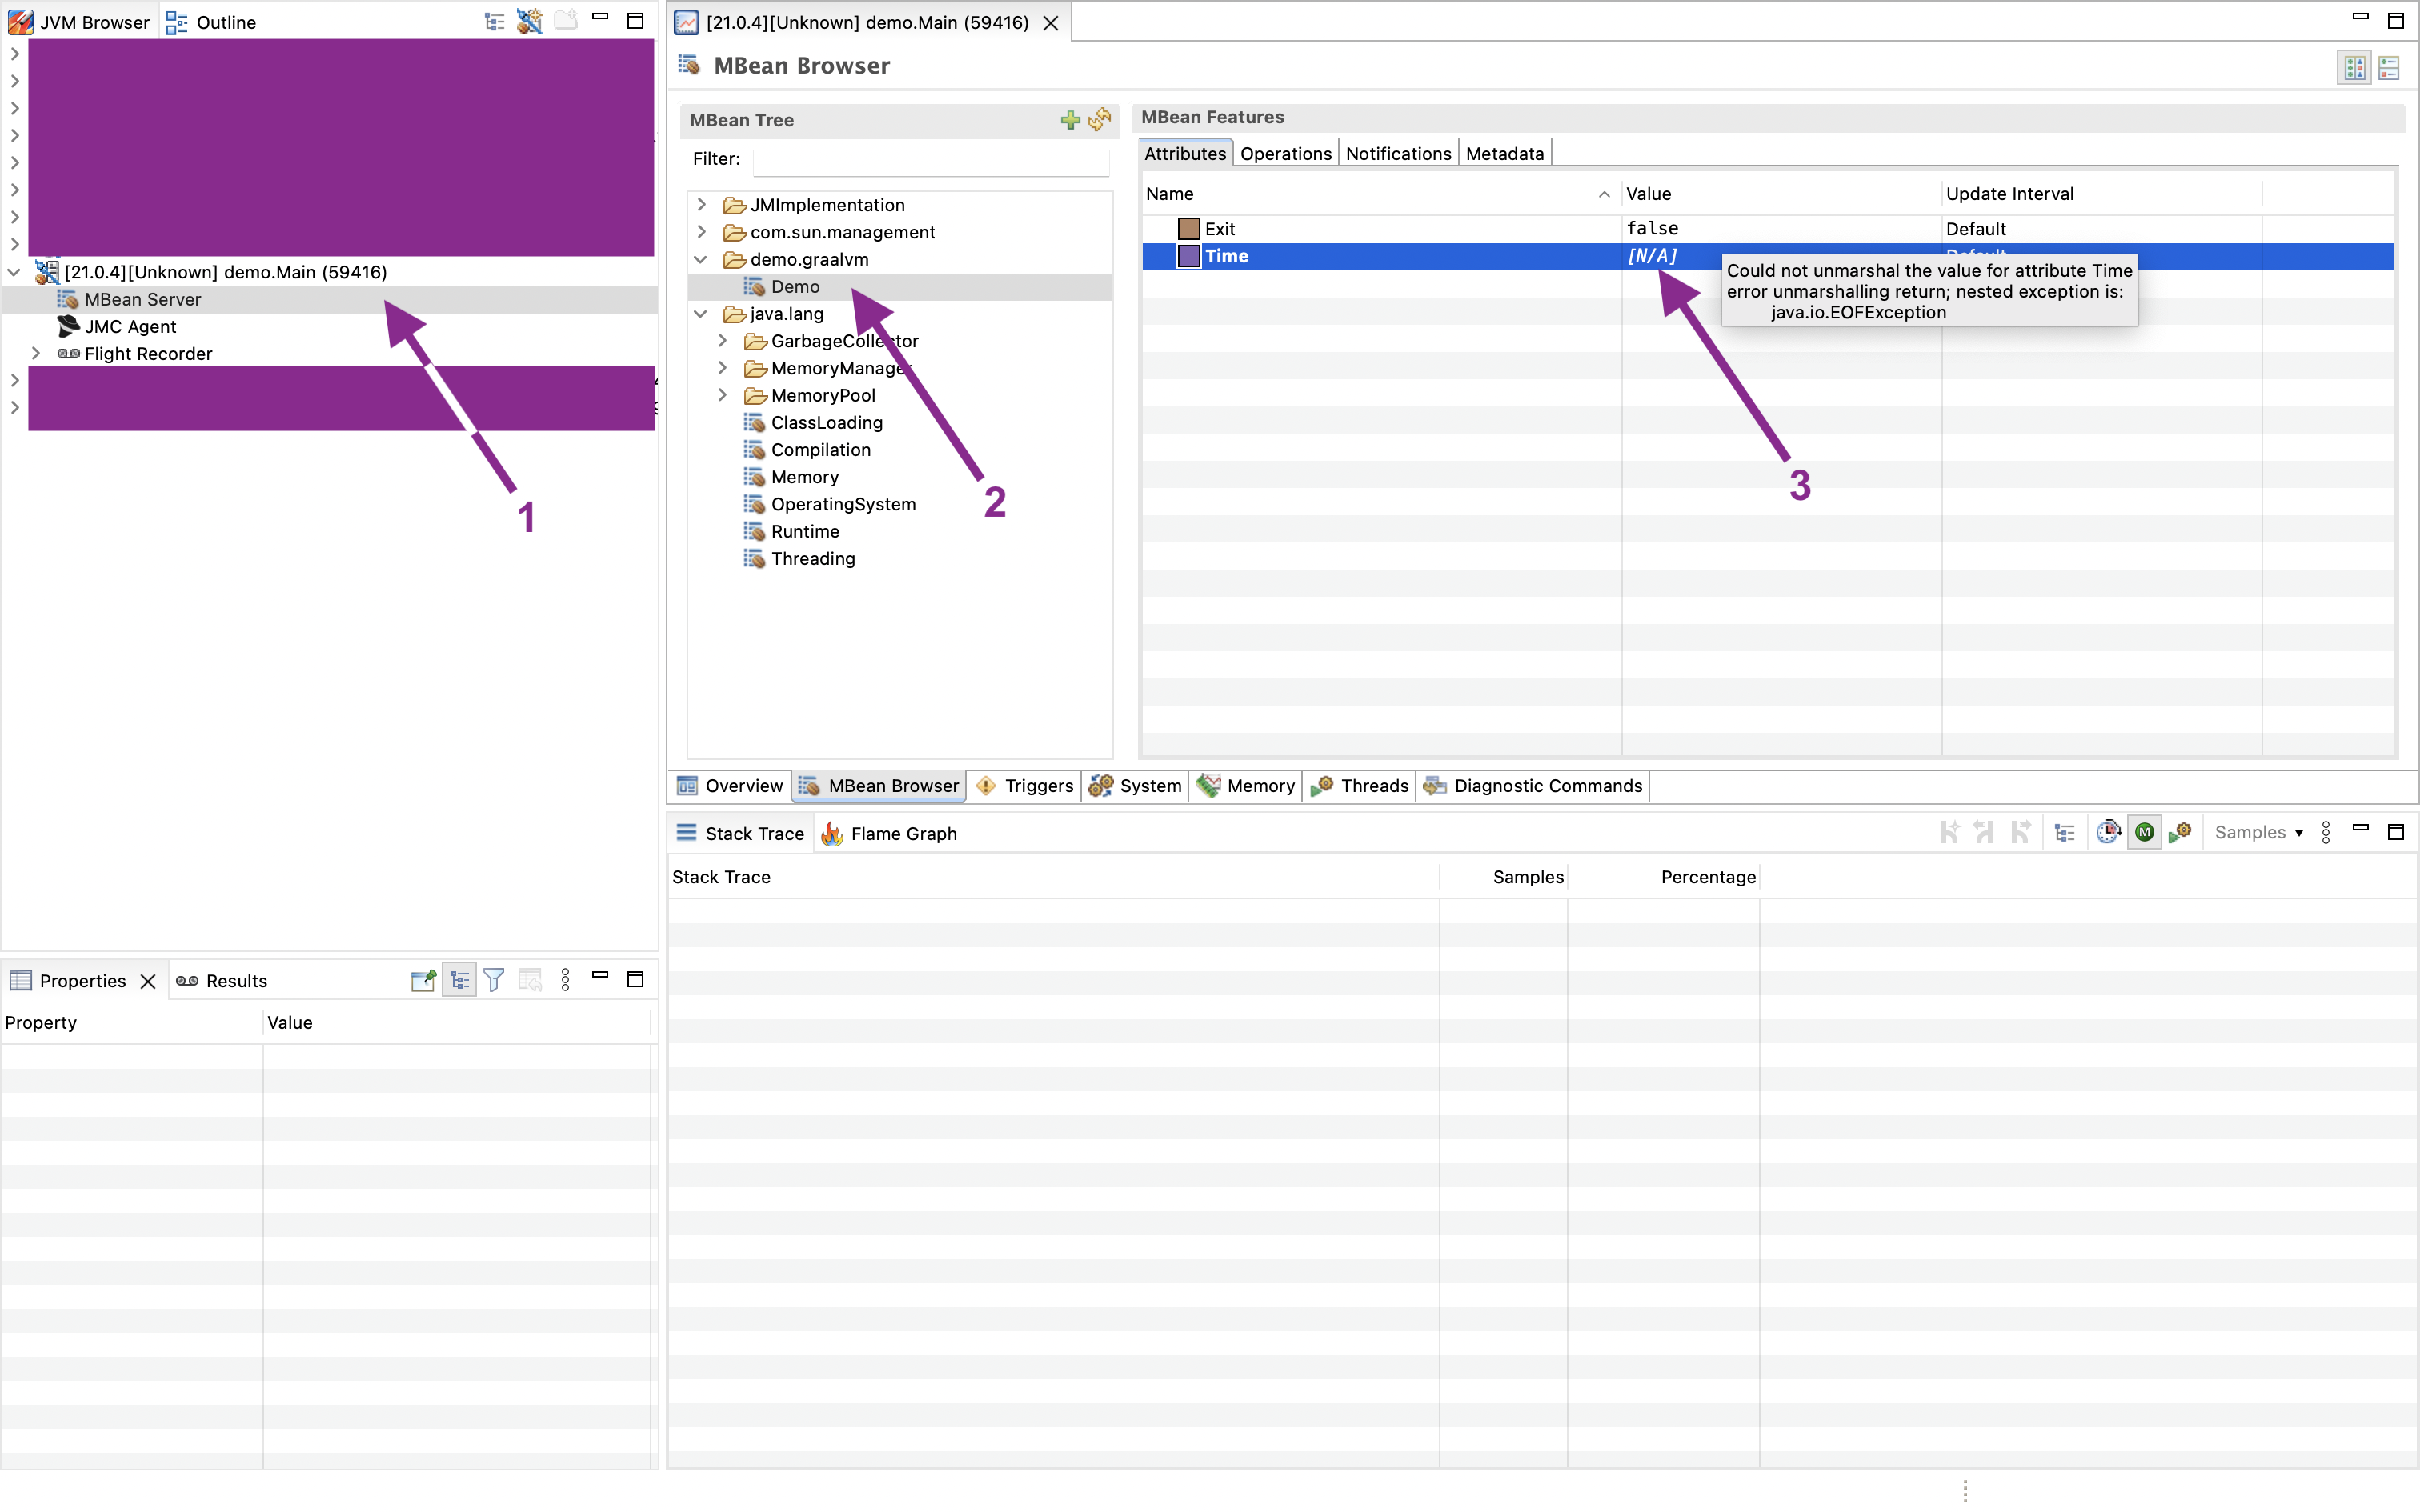 JVM Browser
Outline
[21.0.4][Unknown] demo.Main (59416)
MBean Server
JMC Agent
Flight Recorder
1
[21.0.4][Unknown] demo.Main (59416)
MBean Browser
MBean Tree
Filter:
JMImplementation
com.sun.management
demo.graalvm
Demo
java.lang
GarbageCollector
MemoryManager
MemoryPool
ClassLoading
Compilation
Memory
OperatingSystem
Runtime
Threading
2
MBean Features
Attributes Operations Notifications Metadata
Name Value Update Interval
Exit false Default
Time [N/A] Default
Could not unmarshal the value for attribute Time
error unmarshalling return; nested exception is:
java.io.EOFException
3
Overview MBean Browser Triggers System Memory Threads Diagnostic Commands
Stack Trace Flame Graph
M
Samples
Stack Trace Samples Percentage
Properties Results
Property Value